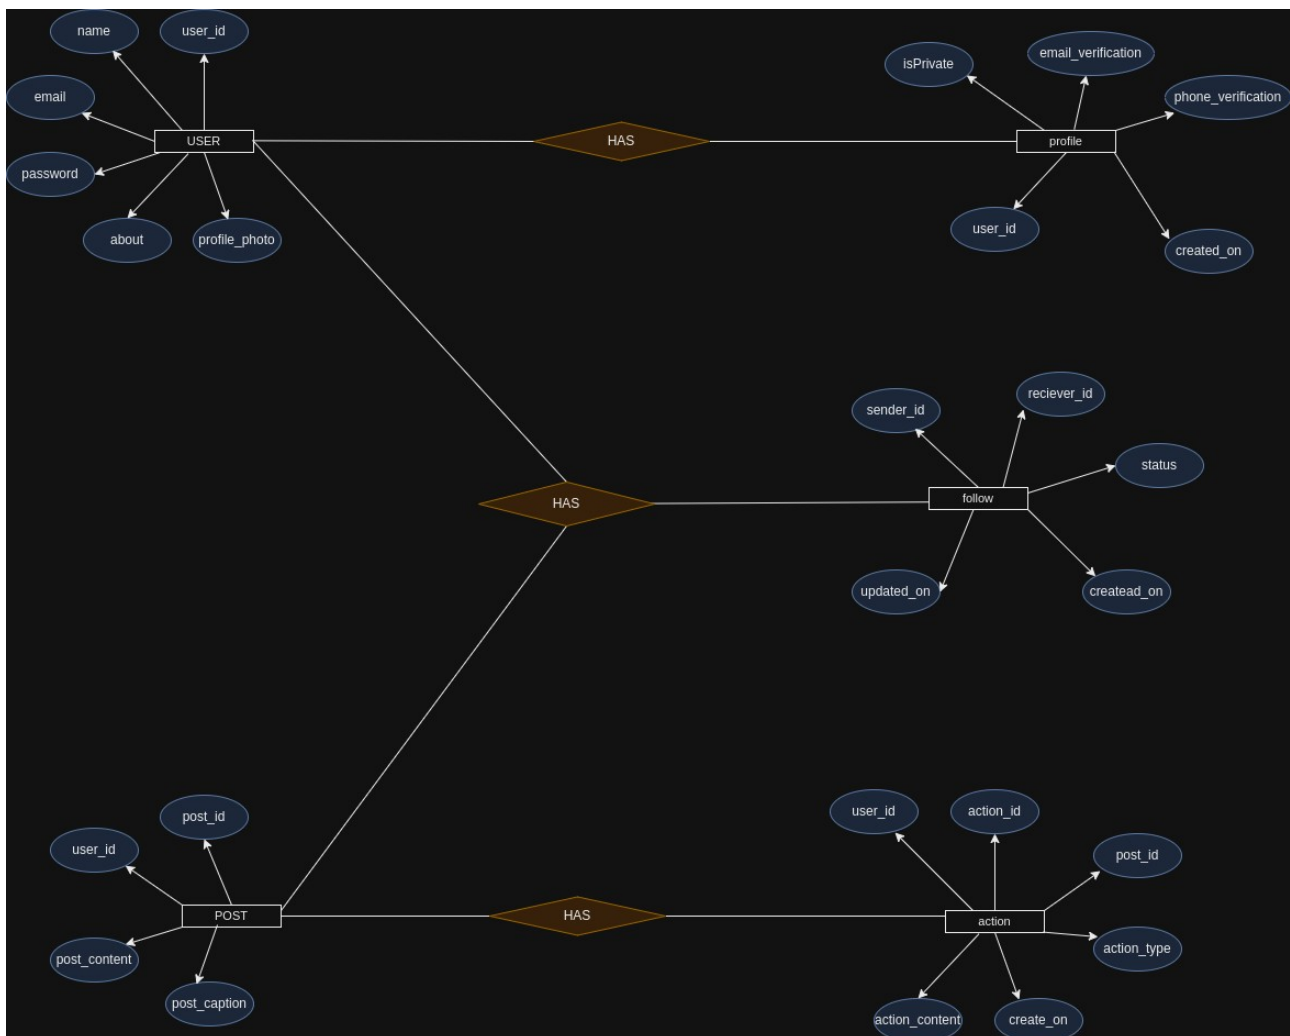 name
user_id
email
USER
password
about
profile_photo
HAS
isPrivate
email_verification
phone_verification
profile
user_id
created_on
HAS
sender_id
reciever_id
status
follow
updated_on
createad_on
post_id
user_id
POST
post_content
post_caption
HAS
user_id
action_id
post_id
action
action_type
action_content
create_on